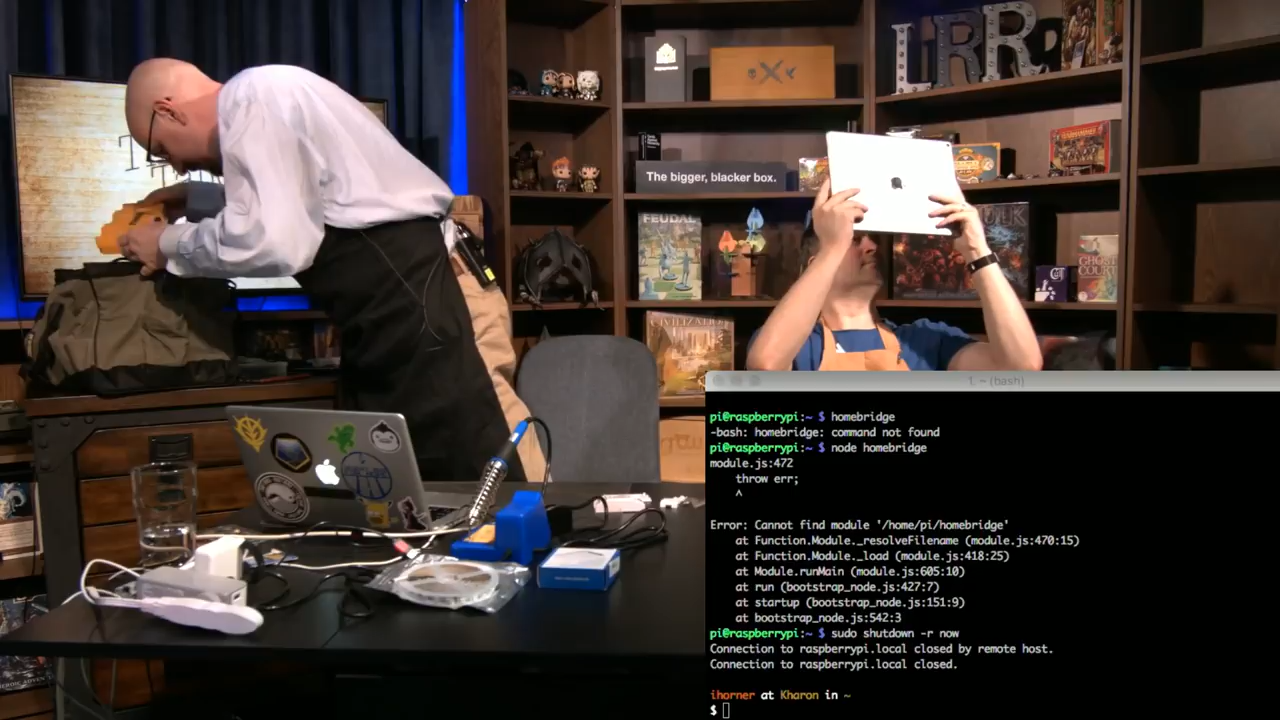 LRR
The bigger, blacker box.
FEUDAL
GHOST
COURT
CIVILIZATION
1. ~ (bash)
pi@raspberrypi:~ $ homebridge
-bash: homebridge: command not found
pi@raspberrypi:~ $ node homebridge
module.js:472
    throw err;
    ^
Error: Cannot find module '/home/pi/homebridge'
    at Function.Module._resolveFilename (module.js:470:15)
    at Function.Module._load (module.js:418:25)
    at Module.runMain (module.js:605:10)
    at run (bootstrap_node.js:427:7)
    at startup (bootstrap_node.js:151:9)
    at bootstrap_node.js:542:3
pi@raspberrypi:~ $ sudo shutdown -r now
Connection to raspberrypi.local closed by remote host.
Connection to raspberrypi.local closed.
ihorner at Kharon in ~
$